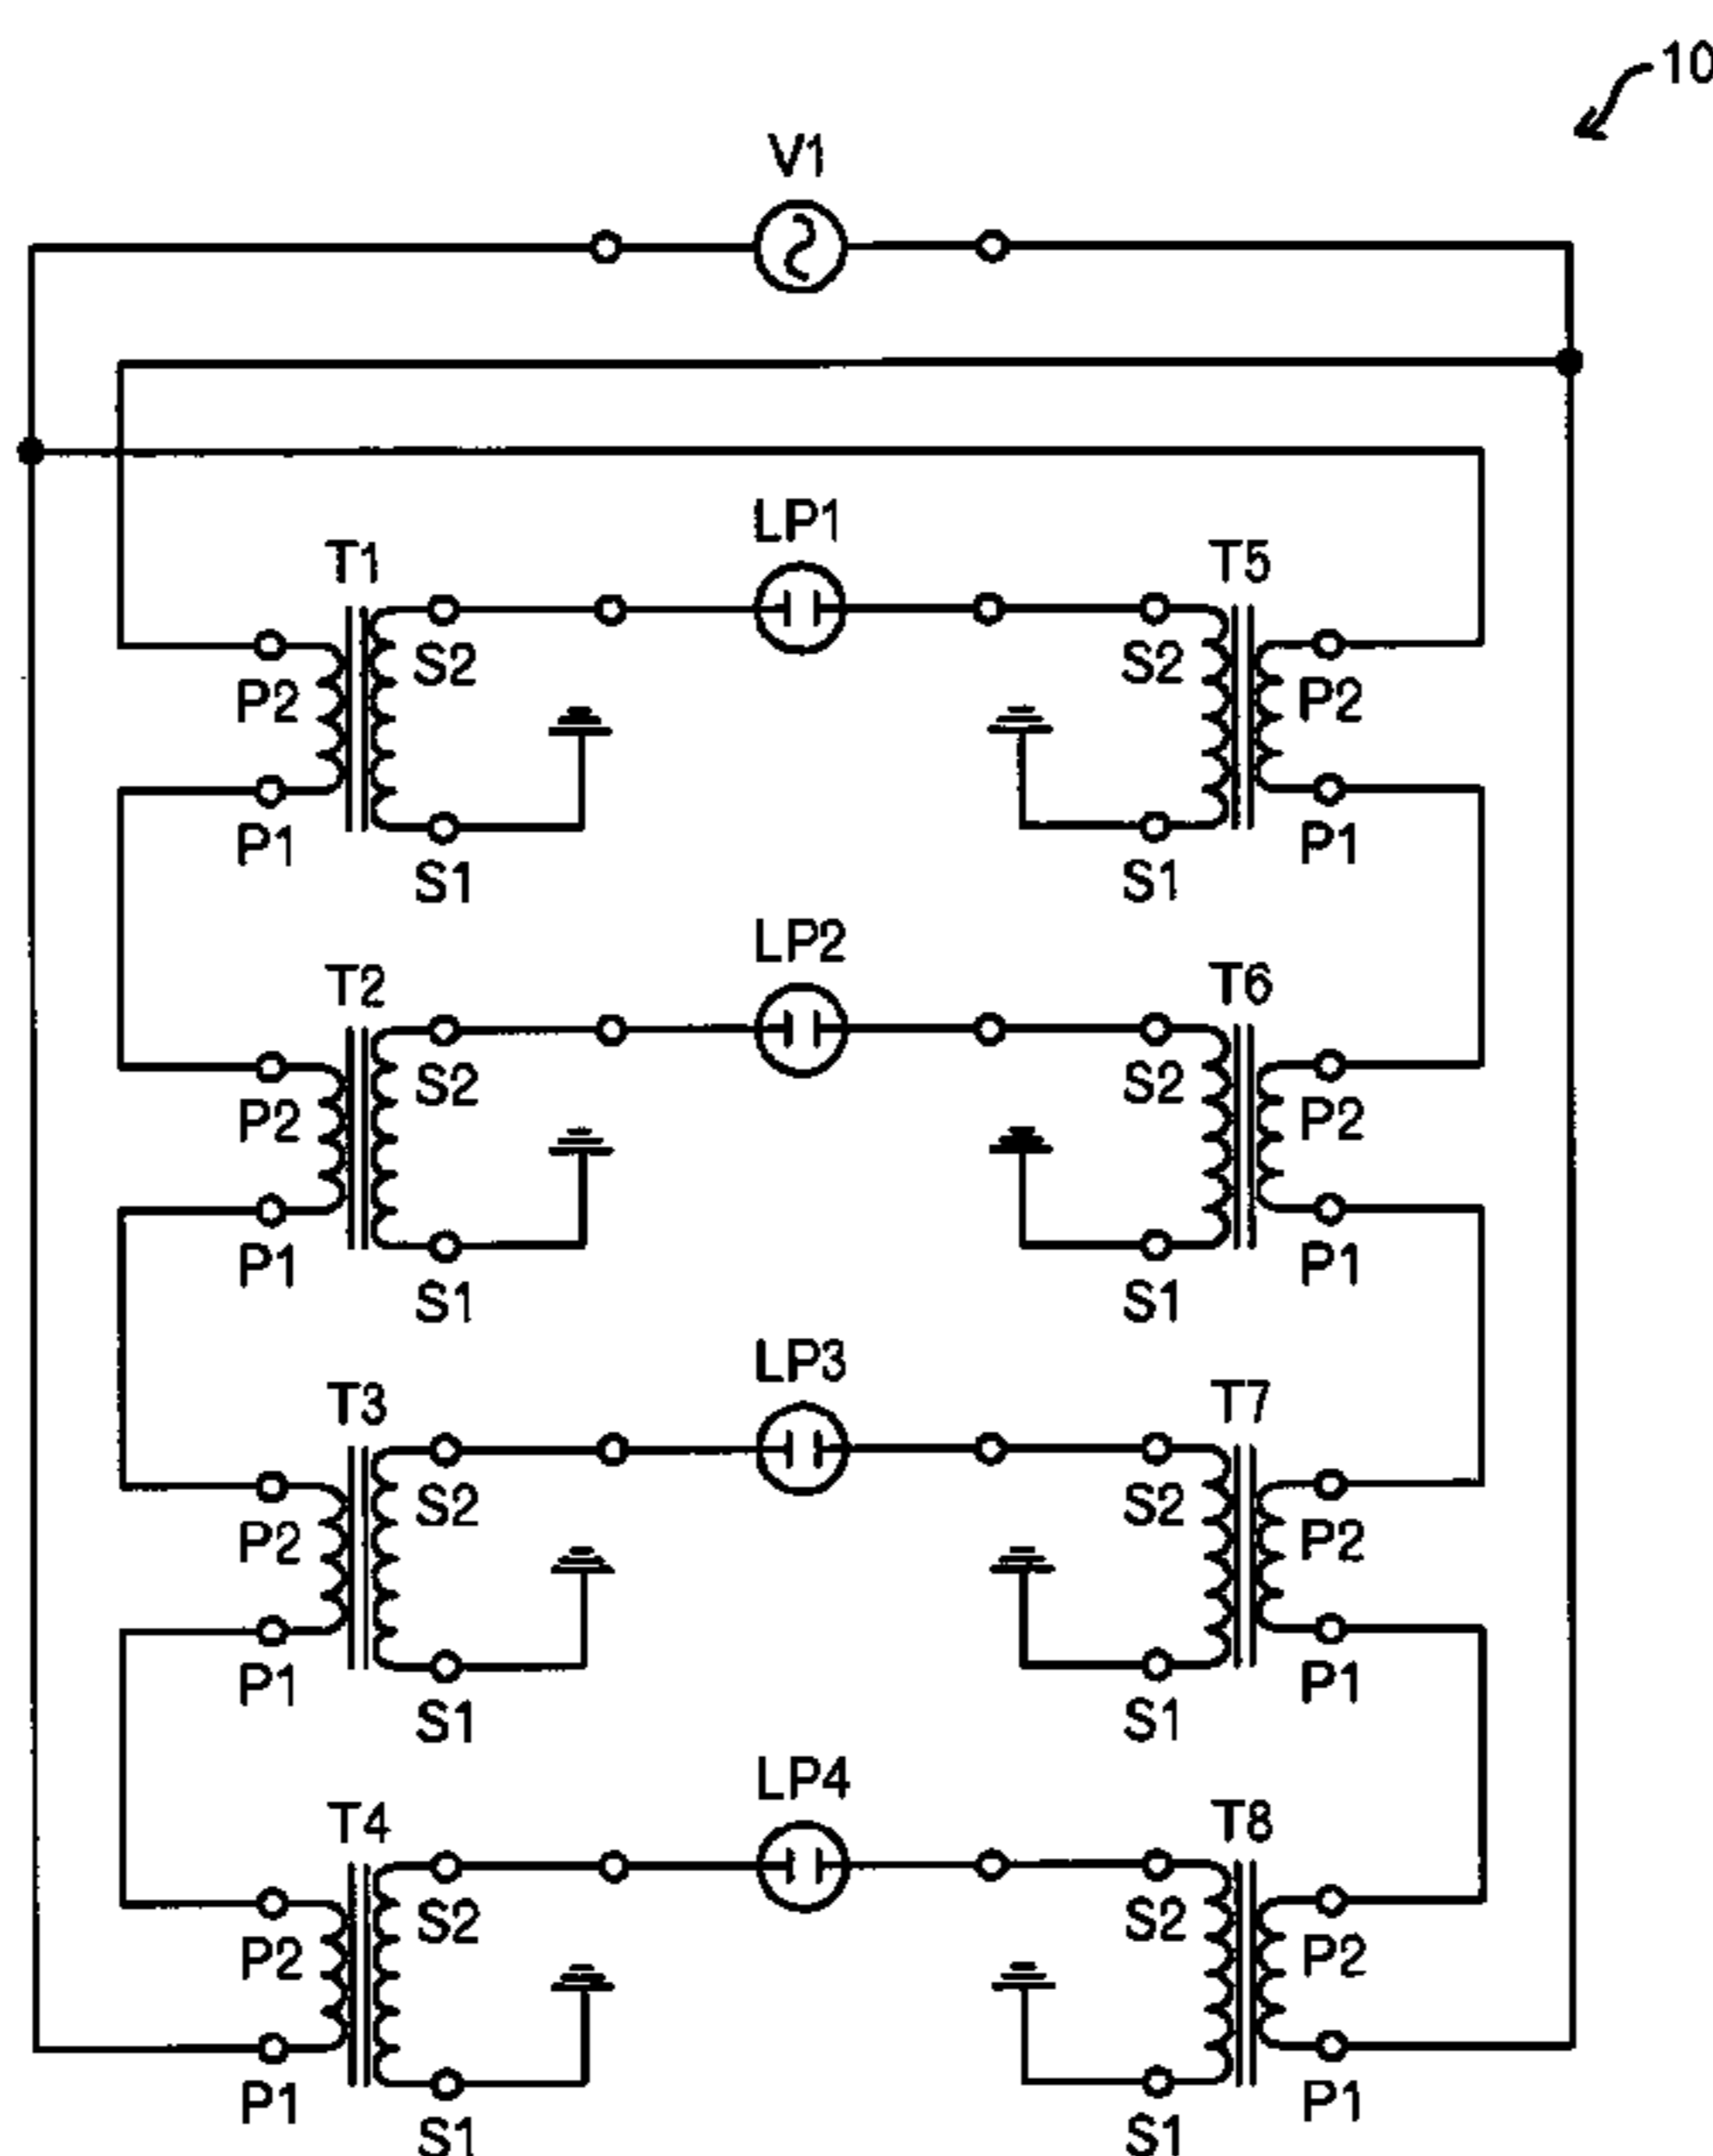 10
V1
LP1
T1 T5
S2 S2
P2 P2
P1 P1
S1 S1
LP2
T2 T6
S2 S2
P2 P2
P1 P1
S1 S1
LP3
T3 T7
S2 S2
P2 P2
P1 P1
S1 S1
LP4
T4 T8
S2 S2
P2 P2
P1 P1
S1 S1